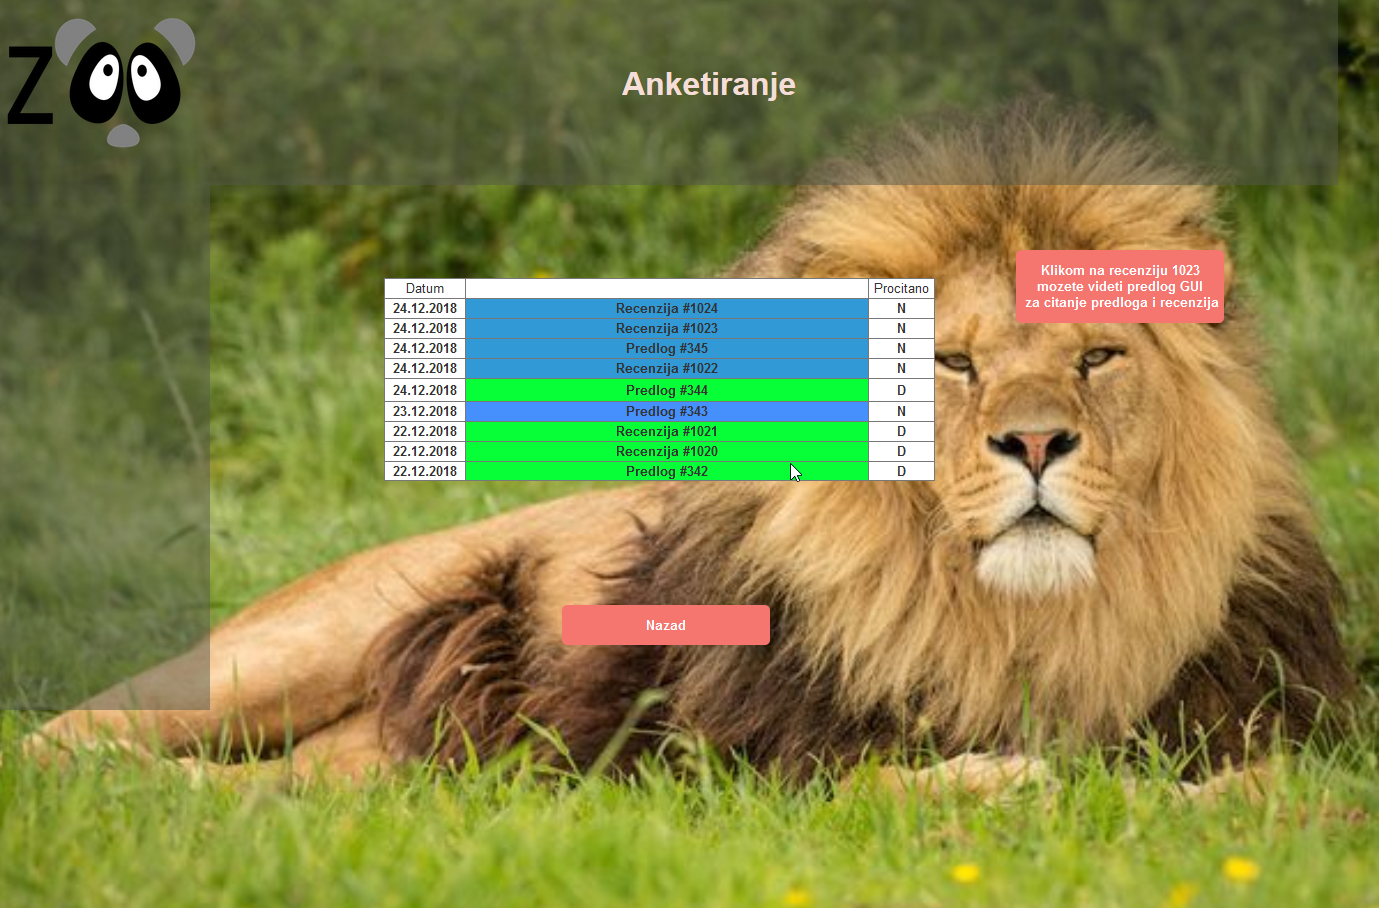 ZOO
Anketiranje
Klikom na recenziju 1023
mozete videti predlog GUI
za citanje predloga i recenzija
Datum Procitano
24.12.2018 Recenzija #1024 N
24.12.2018 Recenzija #1023 N
24.12.2018 Predlog #345 N
24.12.2018 Recenzija #1022 N
24.12.2018 Predlog #344 D
23.12.2018 Predlog #343 N
22.12.2018 Recenzija #1021 D
22.12.2018 Recenzija #1020 D
22.12.2018 Predlog #342 D
Nazad